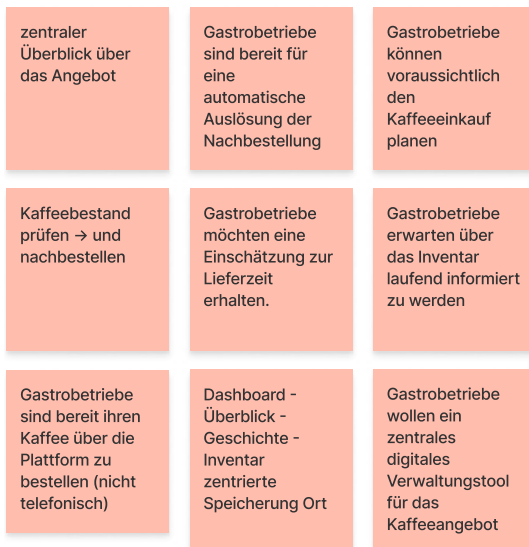 zentraler
Überblick über
das Angebot
Gastrobetriebe
sind bereit für
eine
automatische
Auslösung der
Nachbestellung
Gastrobetriebe
können
voraussichtlich
den
Kaffeeeinkauf
planen
Kaffeebestand
prüfen → und
nachbestellen
Gastrobetriebe
möchten eine
Einschätzung zur
Lieferzeit
erhalten.
Gastrobetriebe
erwarten über
das Inventar
laufend informiert
zu werden
Gastrobetriebe
sind bereit ihren
Kaffee über die
Plattform zu
bestellen (nicht
telefonisch)
Dashboard -
Überblick -
Geschichte -
Inventar
zentrierte
Speicherung Ort
Gastrobetriebe
wollen ein
zentrales
digitales
Verwaltungstool
für das
Kaffeeangebot